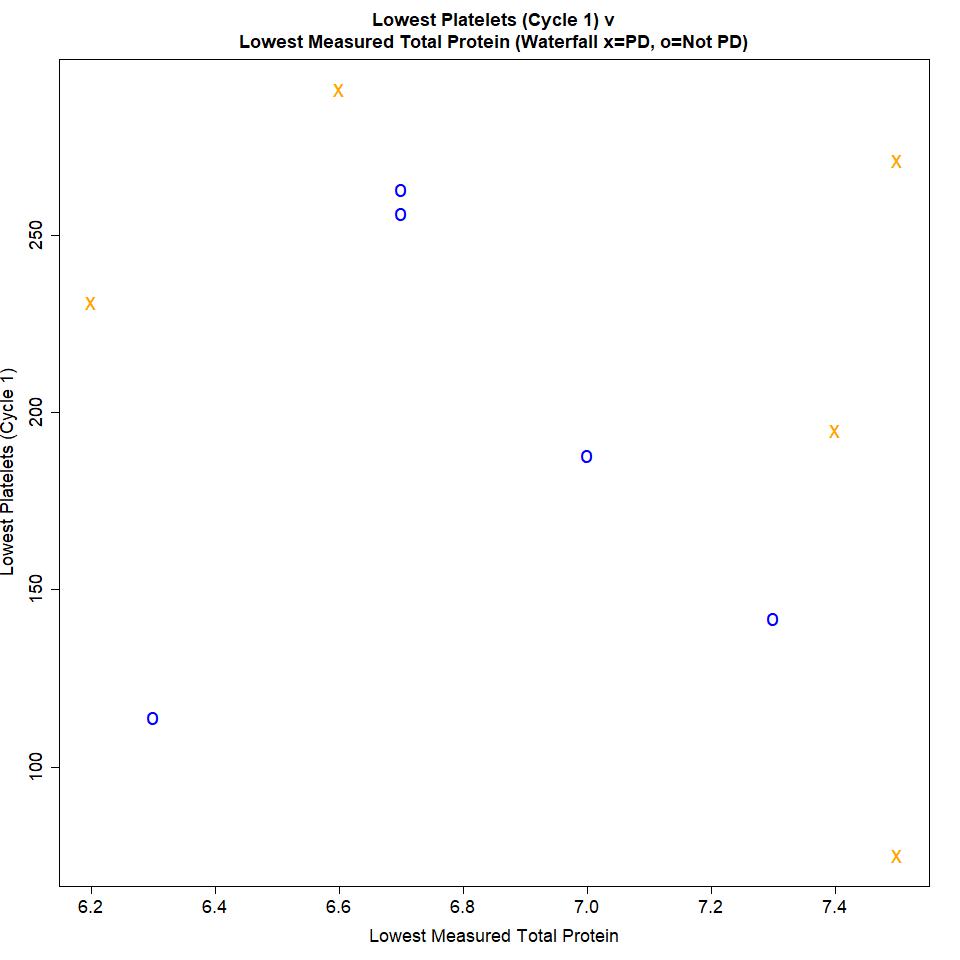 Lowest Platelets (Cycle 1) v
Lowest Measured Total Protein (Waterfall x=PD, o=Not PD)
Lowest Platelets (Cycle 1)
250
200
150
100
X
X
O
O
X
X
O
O
O
X
6.2
6.4
6.6
6.8
7.0
7.2
7.4
Lowest Measured Total Protein